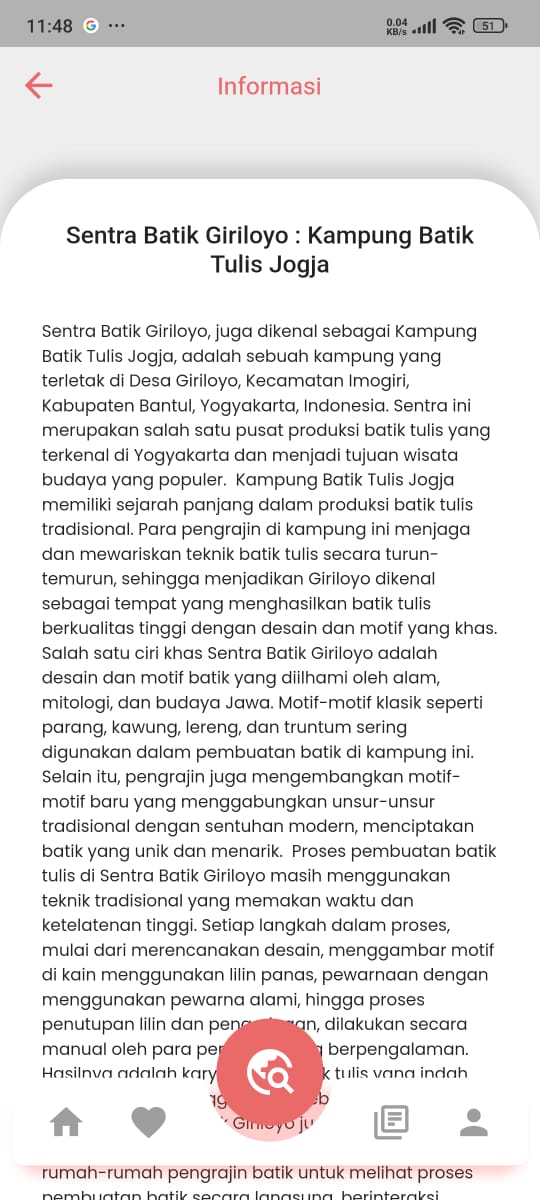 11:48
0.04
KB/s
51
Informasi
Sentra Batik Giriloyo : Kampung Batik
Tulis Jogja
Sentra Batik Giriloyo, juga dikenal sebagai Kampung
Batik Tulis Jogja, adalah sebuah kampung yang
terletak di Desa Giriloyo, Kecamatan Imogiri,
Kabupaten Bantul, Yogyakarta, Indonesia. Sentra ini
merupakan salah satu pusat produksi batik tulis yang
terkenal di Yogyakarta dan menjadi tujuan wisata
budaya yang populer.  Kampung Batik Tulis Jogja
memiliki sejarah panjang dalam produksi batik tulis
tradisional. Para pengrajin di kampung ini menjaga
dan mewariskan teknik batik tulis secara turun-
temurun, sehingga menjadikan Giriloyo dikenal
sebagai tempat yang menghasilkan batik tulis
berkualitas tinggi dengan desain dan motif yang khas.
Salah satu ciri khas Sentra Batik Giriloyo adalah
desain dan motif batik yang diilhami oleh alam,
mitologi, dan budaya Jawa. Motif-motif klasik seperti
parang, kawung, lereng, dan truntum sering
digunakan dalam pembuatan batik di kampung ini.
Selain itu, pengrajin juga mengembangkan motif-
motif baru yang menggabungkan unsur-unsur
tradisional dengan sentuhan modern, menciptakan
batik yang unik dan menarik.  Proses pembuatan batik
tulis di Sentra Batik Giriloyo masih menggunakan
teknik tradisional yang memakan waktu dan
ketelatenan tinggi. Setiap langkah dalam proses,
mulai dari merencanakan desain, menggambar motif
di kain menggunakan lilin panas, pewarnaan dengan
menggunakan pewarna alami, hingga proses
penutupan lilin dan dilakukan secara
manual oleh para berpengalaman.
Hasilnya adalah tulis yang indah
Giriloyo
rumah-rumah pengrajin batik untuk melihat proses
pembuatan batik secara langsung, berinteraksi